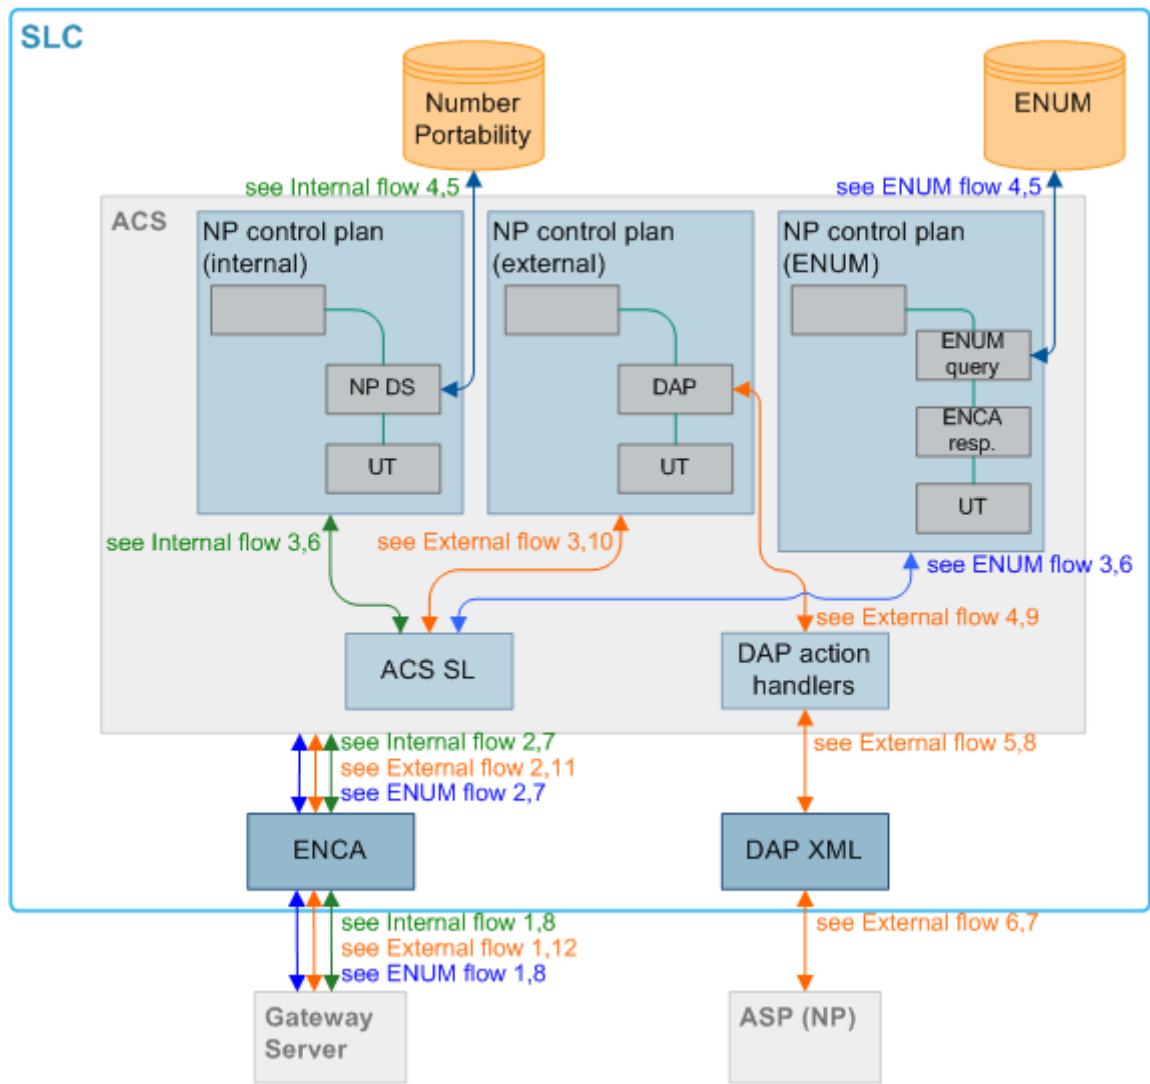 SLC
Number
Portability
ENUM
see Internal flow 4,5
see ENUM flow 4,5
ACS
NP control plan
(internal)
NP DS
UT
NP control plan
(external)
DAP
UT
NP control plan
(ENUM)
ENUM
query
ENCA
resp.
UT
see Internal flow 3,6
see External flow 3,10
see ENUM flow 3,6
see External flow 4,9
ACS SL
DAP action
handlers
see Internal flow 2,7
see External flow 2,11
see ENUM flow 2,7
see External flow 5,8
ENCA
DAP XML
see Internal flow 1,8
see External flow 1,12
see ENUM flow 1,8
see External flow 6,7
Gateway
Server
ASP (NP)